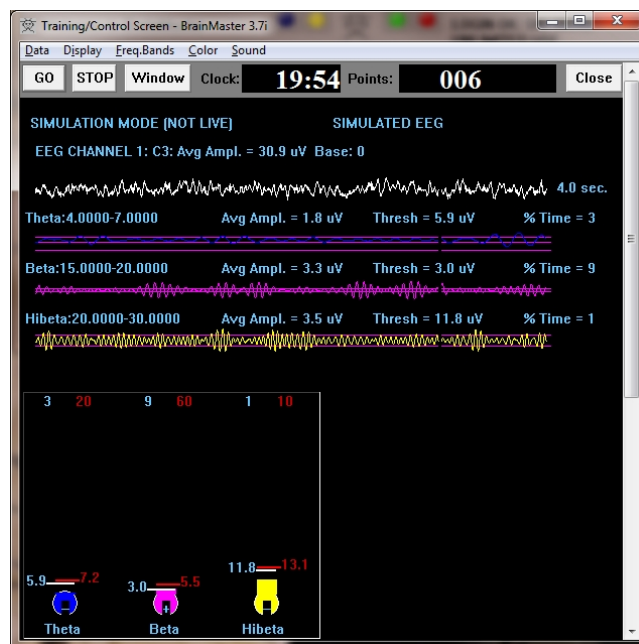 Training/Control Screen - BrainMaster 3.7i
Data Display Freq.Bands Color Sound
GO STOP Window Clock: 19:54 Points: 006 Close
SIMULATION MODE (NOT LIVE) SIMULATED EEG
EEG CHANNEL 1: C3: Avg Ampl. = 30.9 uV Base: 0
4.0 sec.
Theta:4.0000-7.0000 Avg Ampl. = 1.8 uV Thresh = 5.9 uV % Time = 3
Beta:15.0000-20.0000 Avg Ampl. = 3.3 uV Thresh = 3.0 uV % Time = 9
Hibeta:20.0000-30.0000 Avg Ampl. = 3.5 uV Thresh = 11.8 uV % Time = 1
3 20 9 60 1 10
11.8 13.1
5.9 7.2 3.0 5.5
Theta Beta Hibeta